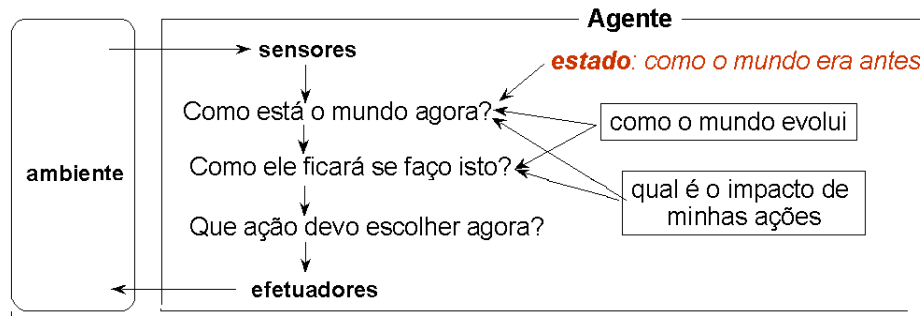 Agente
sensores
estado: como o mundo era antes
Como está o mundo agora?
como o mundo evolui
ambiente
Como ele ficará se faço isto?
qual é o impacto de
minhas ações
Que ação devo escolher agora?
efetuadores